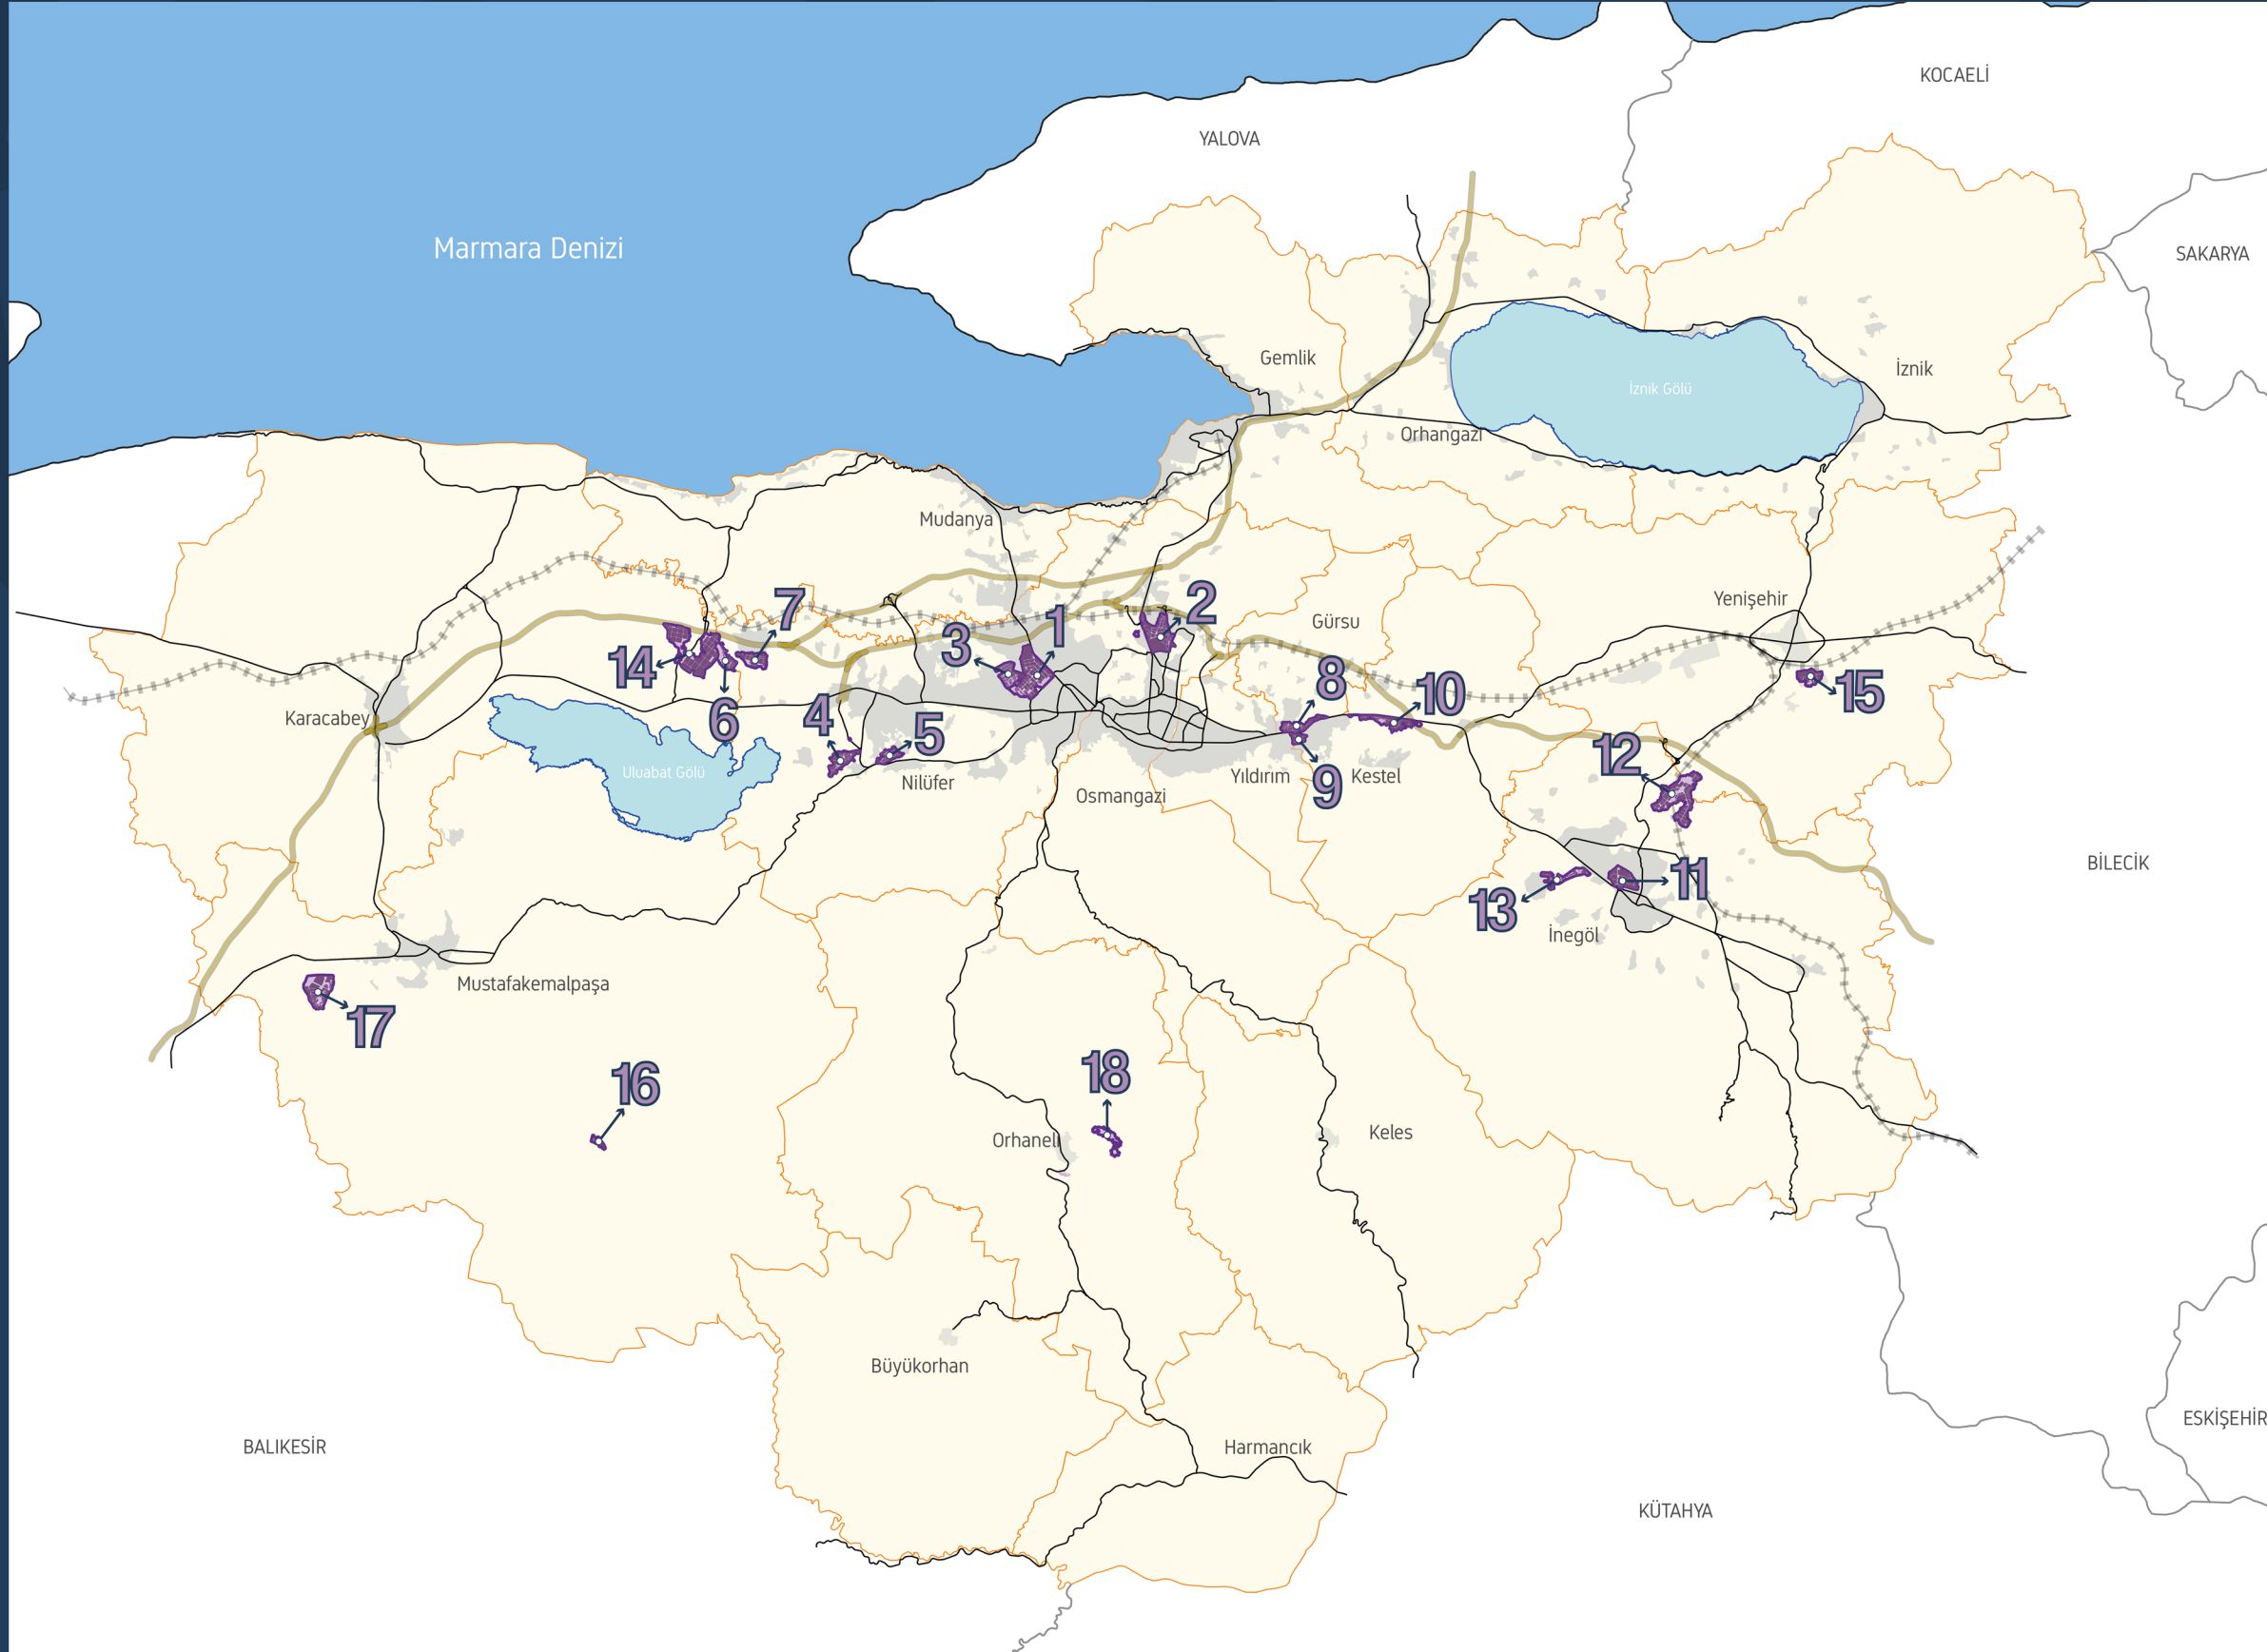 KOCAELİ
YALOVA
SAKARYA
Marmara Denizi
Gemlik
İznik
İznik Gölü
Orhangazi
Mudanya
Yenişehir
7
2
1
3
Gürsu
14
6
4
5
8
10
15
Karacabey
12
Uluabat Gölü
Nilüfer
Osmangazi
Yıldırım
9
Kestel
BİLECİK
11
13
İnegöl
Mustafakemalpaşa
17
16
18
Orhaneli
Keles
Büyükorhan
ESKİŞEHİR
BALIKESİR
Harmancık
KÜTAHYA